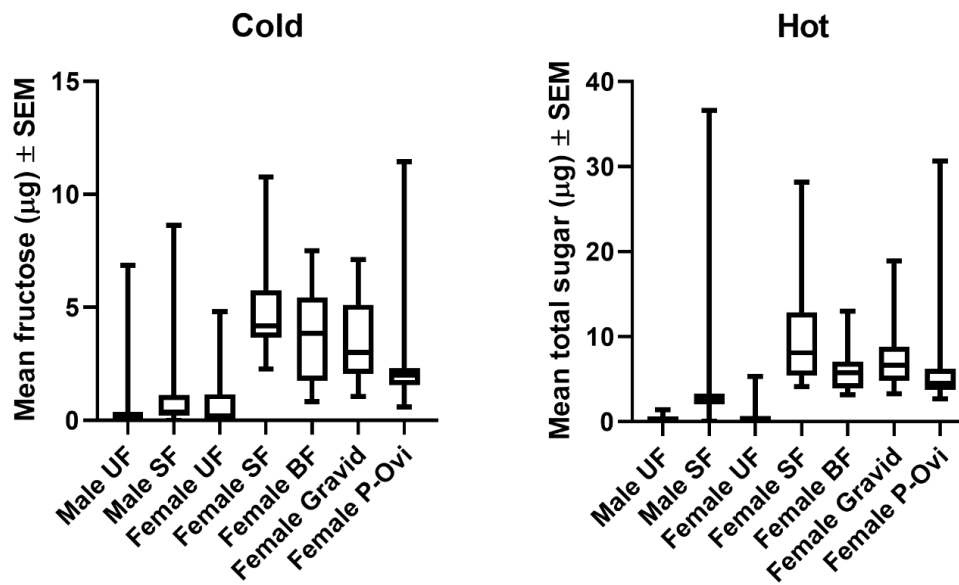 Cold
Mean fructose (μg) ± SEM
15
10
5
0
Male UF
Male SF
Female UF
Female SF
Female BF
Female Gravid
Female P-Ovi
Hot
Mean total sugar (μg) ± SEM
40
30
20
10
0
Male UF
Male SF
Female UF
Female SF
Female BF
Female Gravid
Female P-Ovi